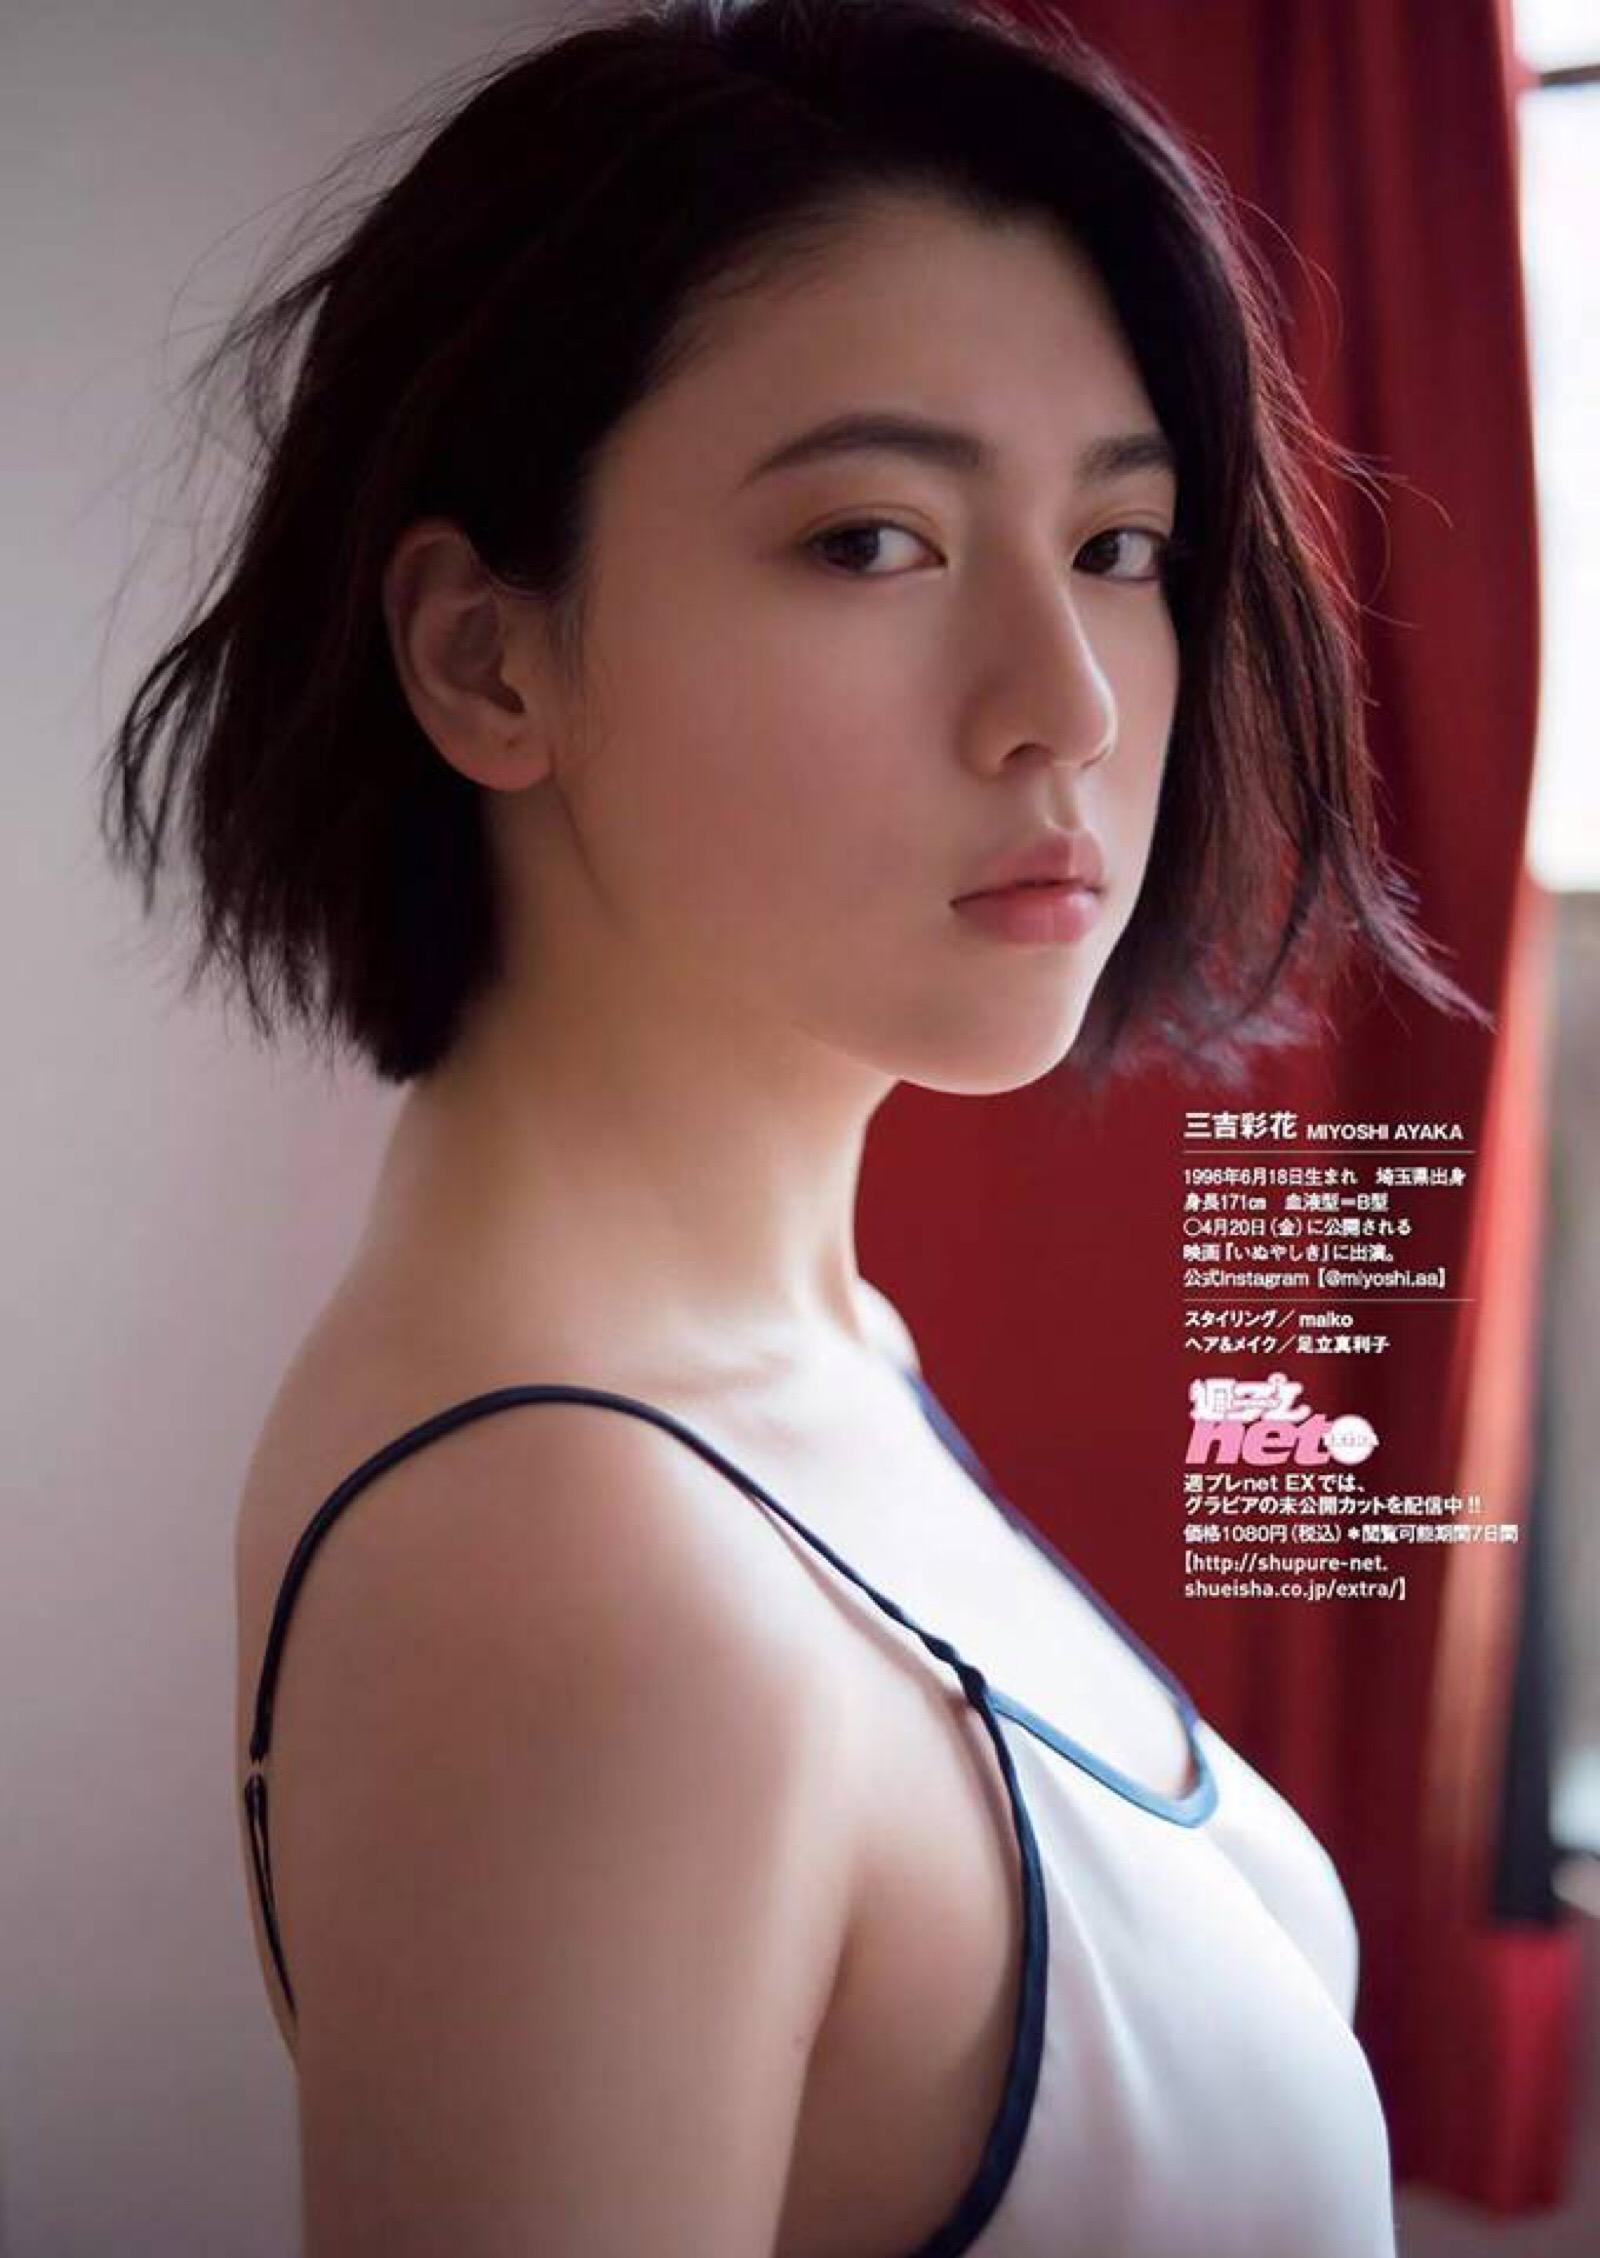 三吉彩花 MIYOSHI AYAKA
1996年6月18日生まれ 埼玉県出身
身長171㎝ 血液型=B型
○4月20日(金)に公開される
映画『いぬやしき』に出演。
公式Instagram【@miyoshi.aa】
スタイリング/maiko
ヘア&メイク/足立真利子
週プレ
net
週プレnet EXでは、
グラビアの未公開カットを配信中!!
価格1080円(税込)*閲覧可能期間7日間
【http://shupure-net.
shueisha.co.jp/extra/】